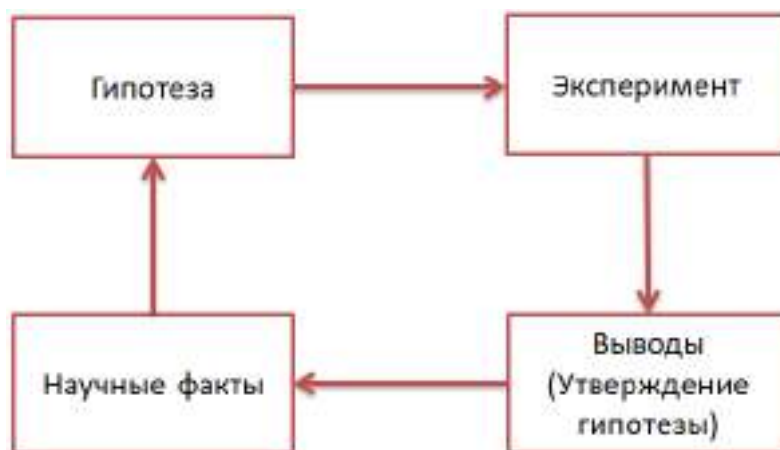 Гипотеза
Эксперимент
Научные факты
Выводы
(Утверждение
гипотезы)